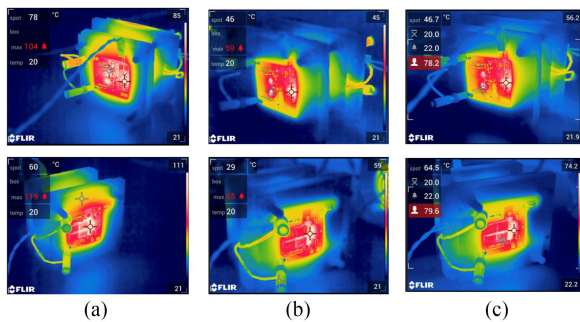 spot 78 °C 85
box
max 104
temp 20
FLIR 21
spot 46 °C 45
box
max 59
temp 20
FLIR 21
spot 46.7 °C 56.2
20.0
22.0
78.2
FLIR 21.9
spot 60 °C 111
box
max 119
temp 20
FLIR 21
spot 29 °C 59
box
max
temp 20
FLIR 21
spot 64.5 °C 74.2
20.0
22.0
79.6
FLIR 22.2
(a) (b) (c)